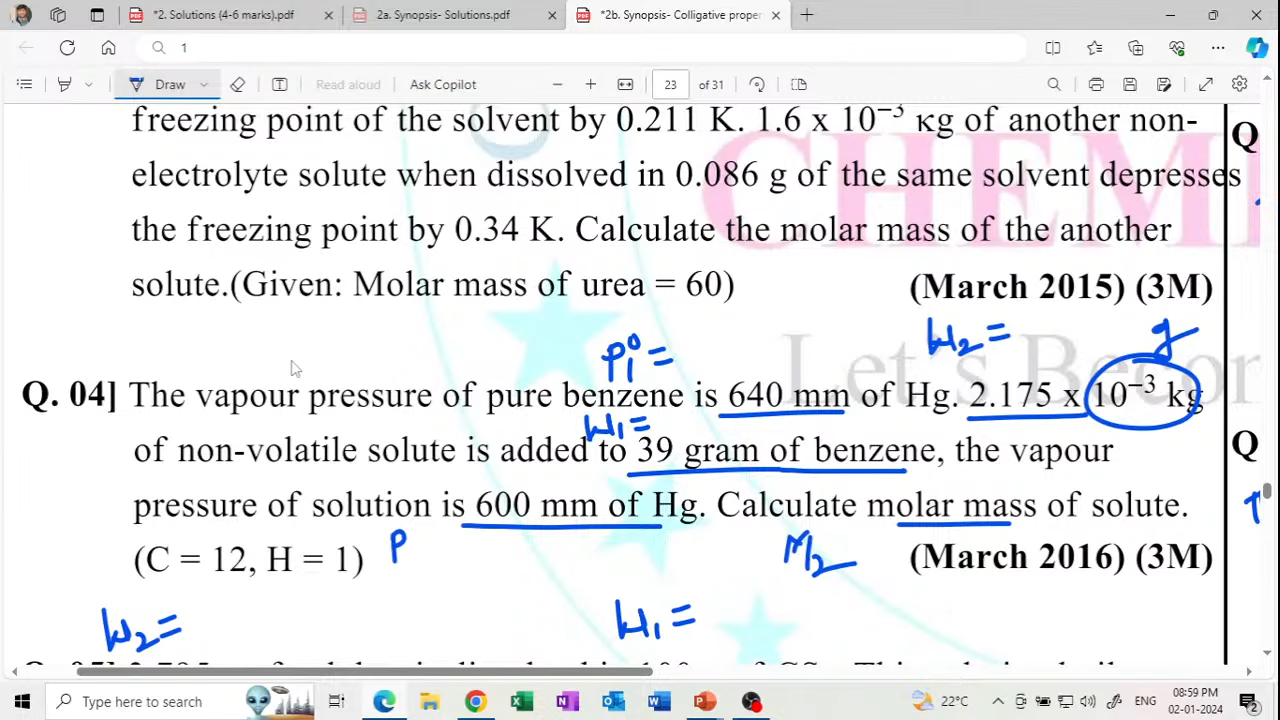 *2. Solutions (4-6 marks).pdf
2a. Synopsis- Solutions.pdf
*2b. Synopsis- Colligative proper
1
Draw
Read aloud
Ask Copilot
23 of 31
freezing point of the solvent by 0.211 K. 1.6 x 10⁻³ κg of another non-
electrolyte solute when dissolved in 0.086 g of the same solvent depresses
the freezing point by 0.34 K. Calculate the molar mass of the another
solute.(Given: Molar mass of urea = 60) (March 2015) (3M)
P₁⁰ = W₂ = g
Q. 04] The vapour pressure of pure benzene is 640 mm of Hg. 2.175 x 10⁻³ kg
W₁ =
of non-volatile solute is added to 39 gram of benzene, the vapour
pressure of solution is 600 mm of Hg. Calculate molar mass of solute.
(C = 12, H = 1) P M₂ (March 2016) (3M)
W₂ = W₁ =
CHEMI
Let's Becor
Q
Q
Type here to search
22°C
ENG
08:59 PM
02-01-2024
2